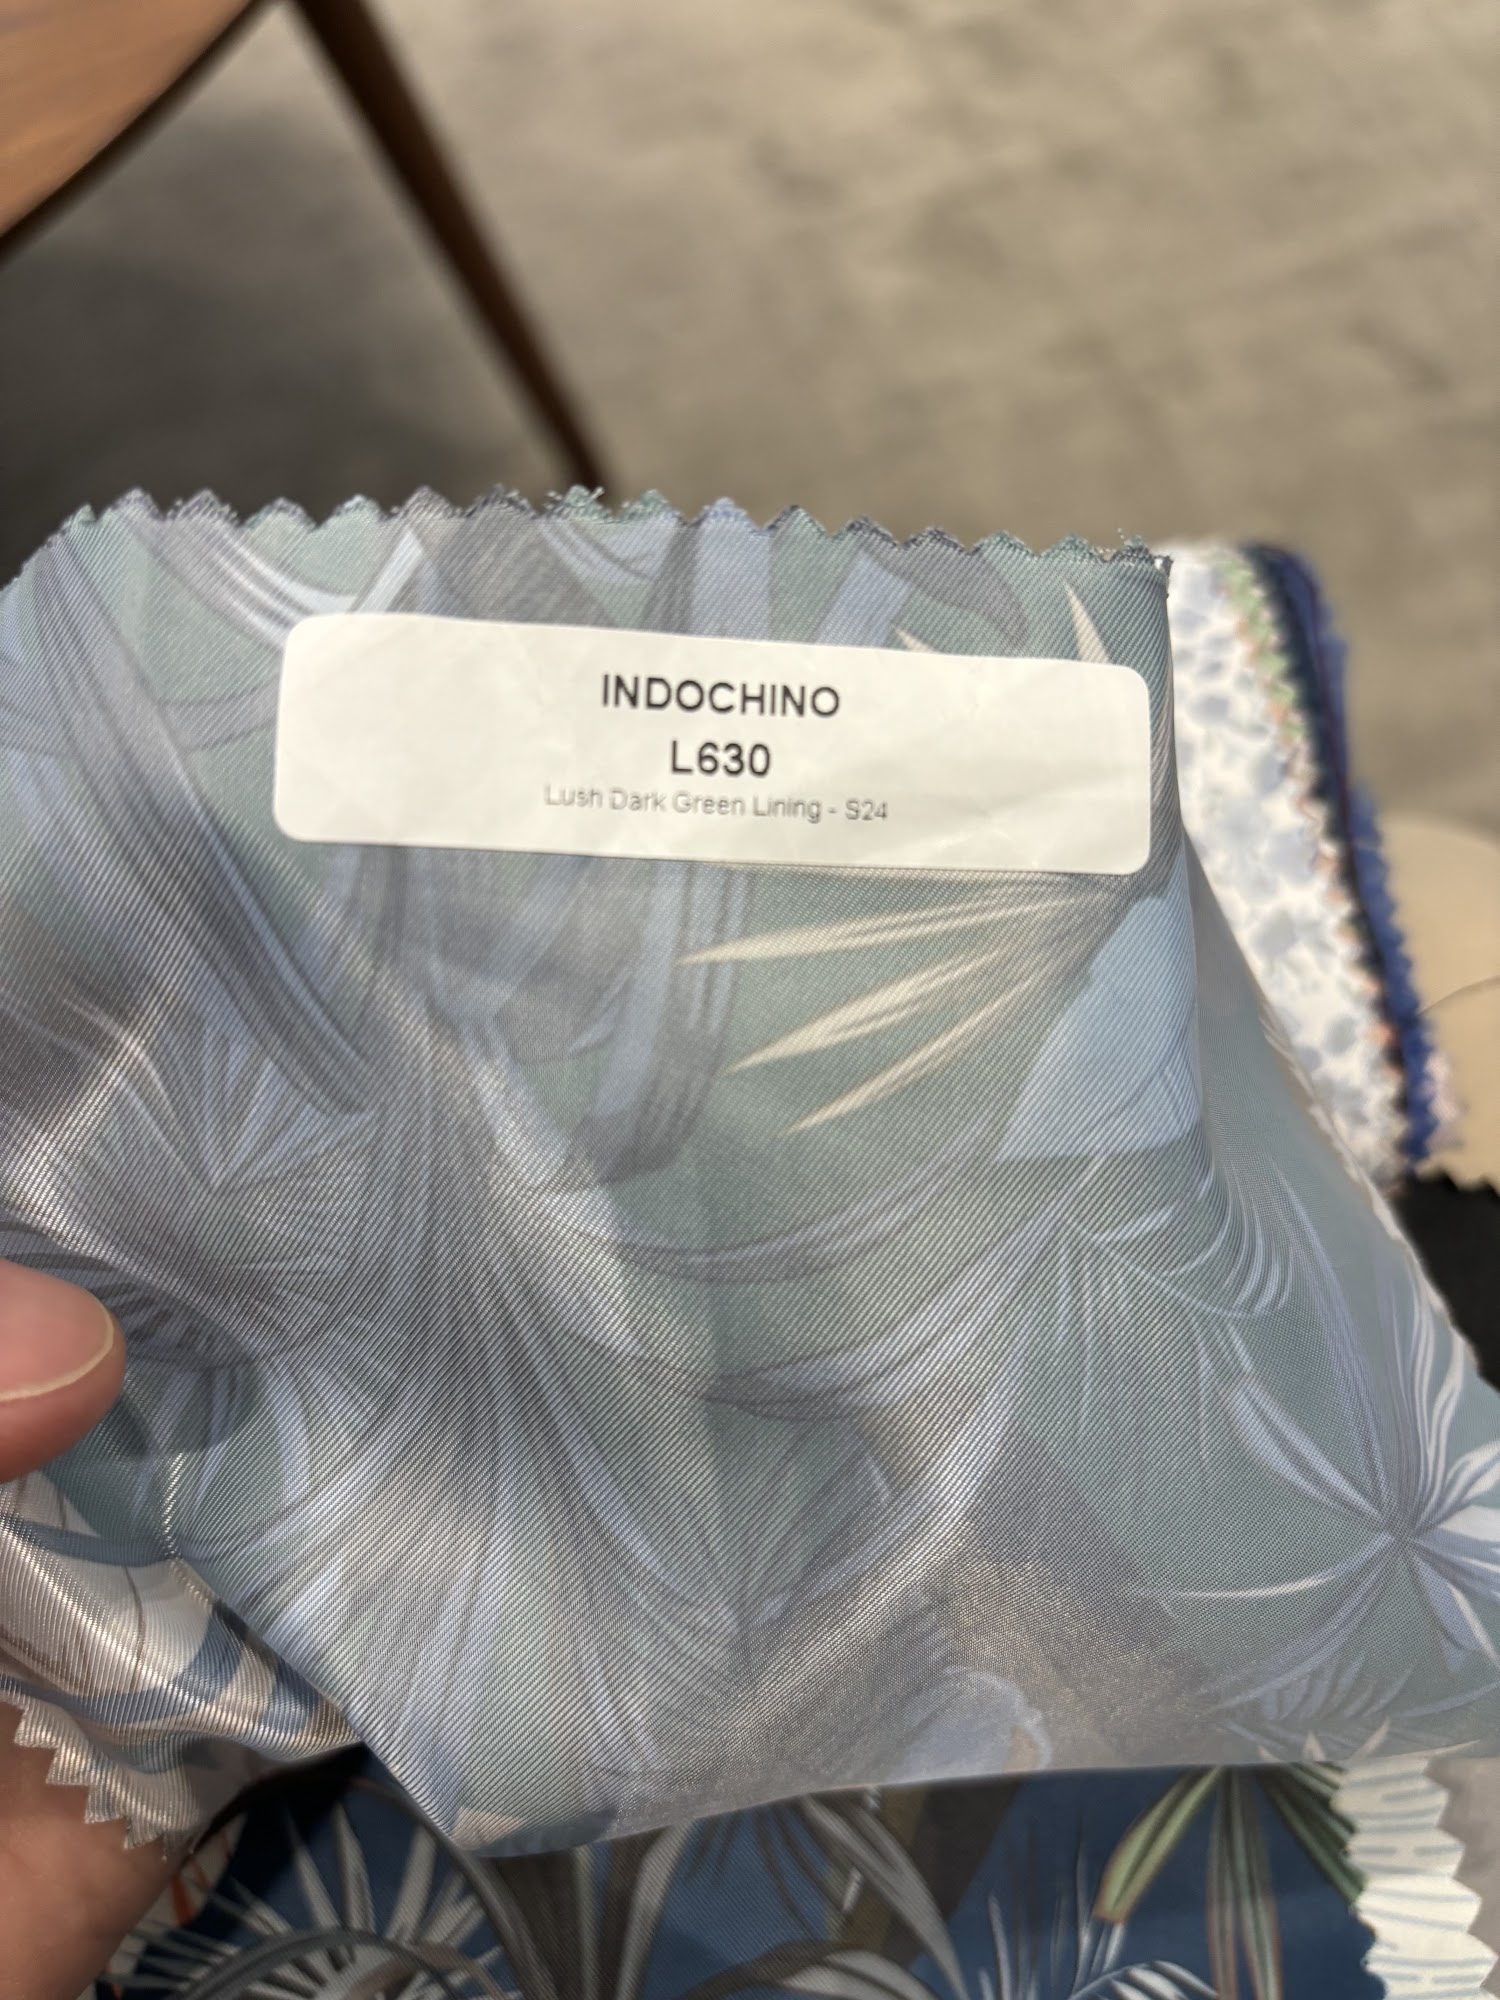 INDOCHINO
L630
Lush Dark Green Lining - S24